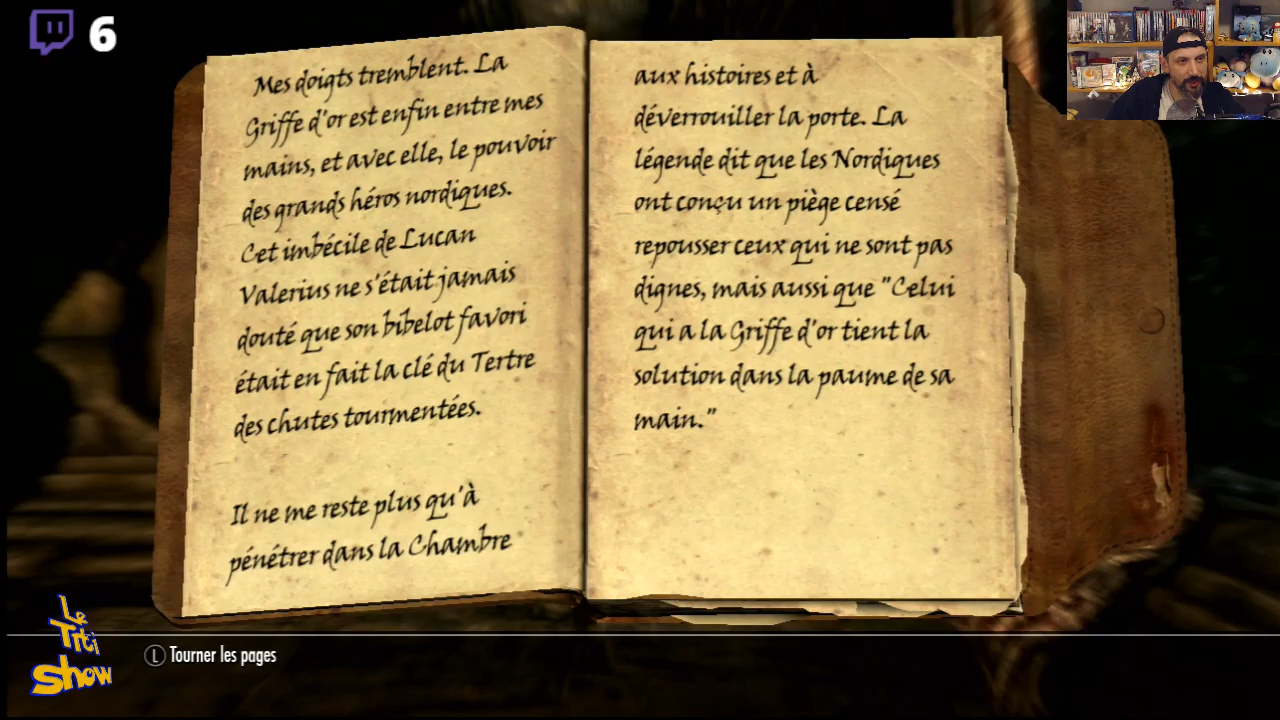 6
Mes doigts tremblent. La
Griffe d'or est enfin entre mes
mains, et avec elle, le pouvoir
des grands héros nordiques.
Cet imbécile de Lucan
Valerius ne s'était jamais
douté que son bibelot favori
était en fait la clé du Tertre
des chutes tourmentées.
Il ne me reste plus qu'à
pénétrer dans la Chambre
aux histoires et à
déverrouiller la porte. La
légende dit que les Nordiques
ont conçu un piège censé
repousser ceux qui ne sont pas
dignes, mais aussi que "Celui
qui a la Griffe d'or tient la
solution dans la paume de sa
main."
Le
Titi
Show
L Tourner les pages